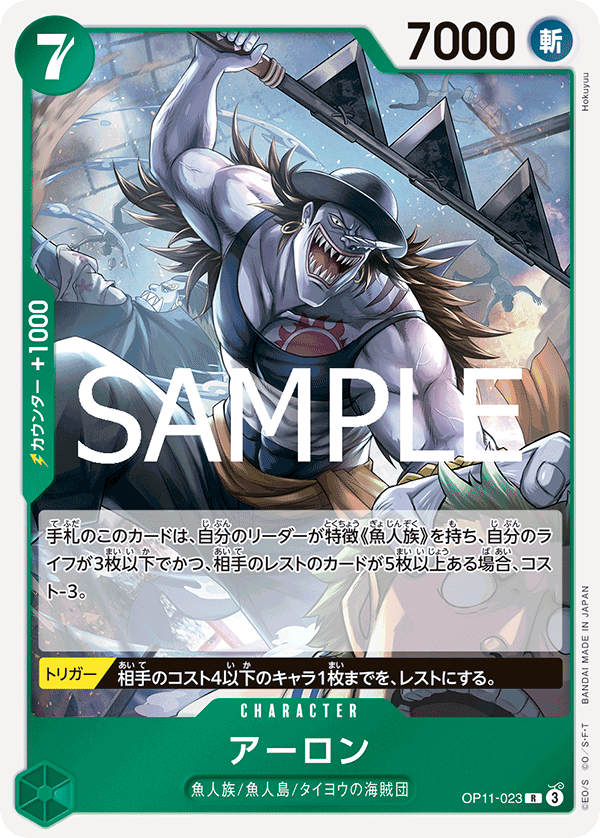 7
7000
斬
Hokuyuu
カウンター +1000
SAMPLE
手札のこのカードは、自分のリーダーが特徴《魚人族》を持ち、自分のラ
イフが3枚以下でかつ、相手のレストのカードが5枚以上ある場合、コス
ト-3。
トリガー 相手のコスト4以下のキャラ1枚までを、レストにする。
CHARACTER
アーロン
魚人族/魚人島/タイヨウの海賊団
OP11-023 R 3
©E.O/S ©O/S・F・T BANDAI MADE IN JAPAN